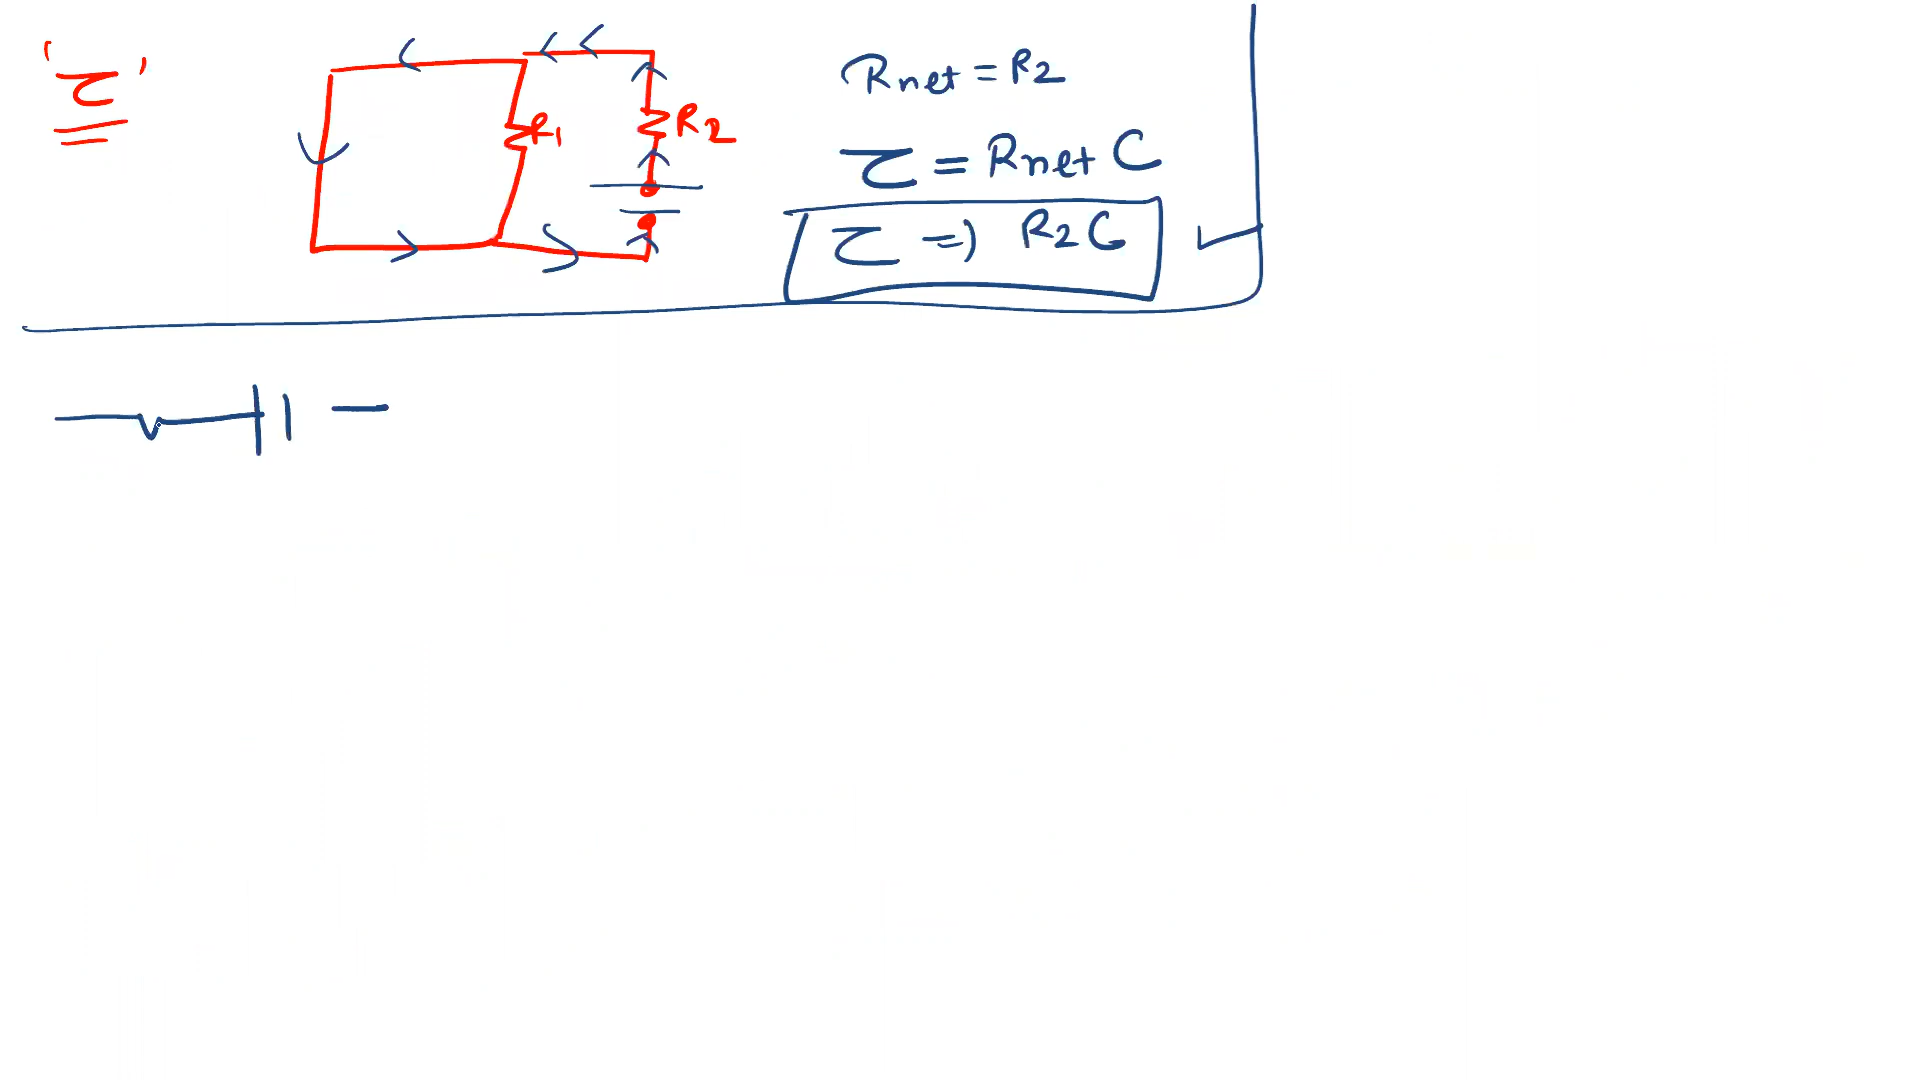 'τ'
R1
R2
Rnet = R2
τ = Rnet C
τ => R2C